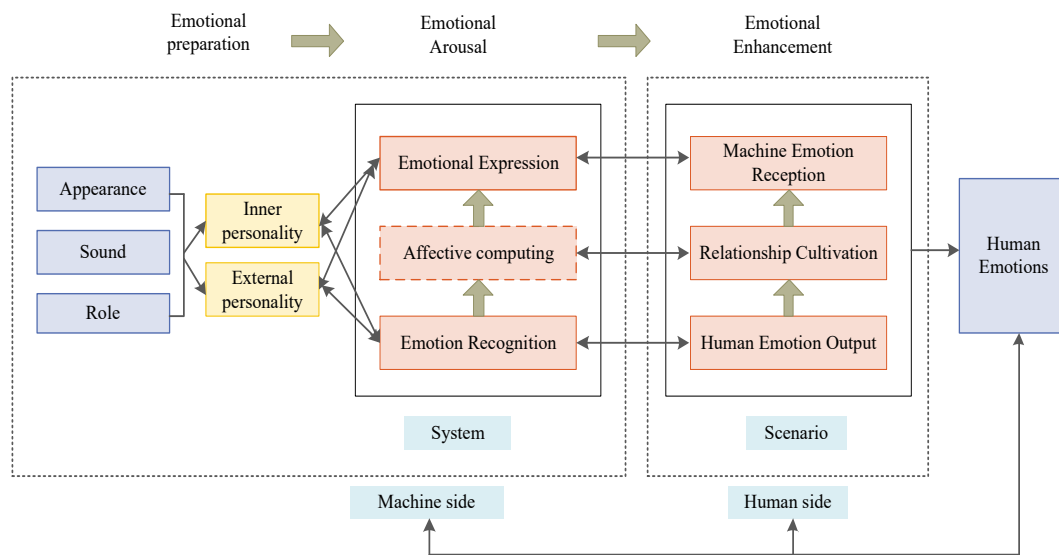 Emotional
preparation
Emotional
Arousal
Emotional
Enhancement
Appearance
Sound
Role
Inner
personality
External
personality
Emotional Expression
Affective computing
Emotion Recognition
System
Machine Emotion
Reception
Relationship Cultivation
Human Emotion Output
Scenario
Human
Emotions
Machine side
Human side